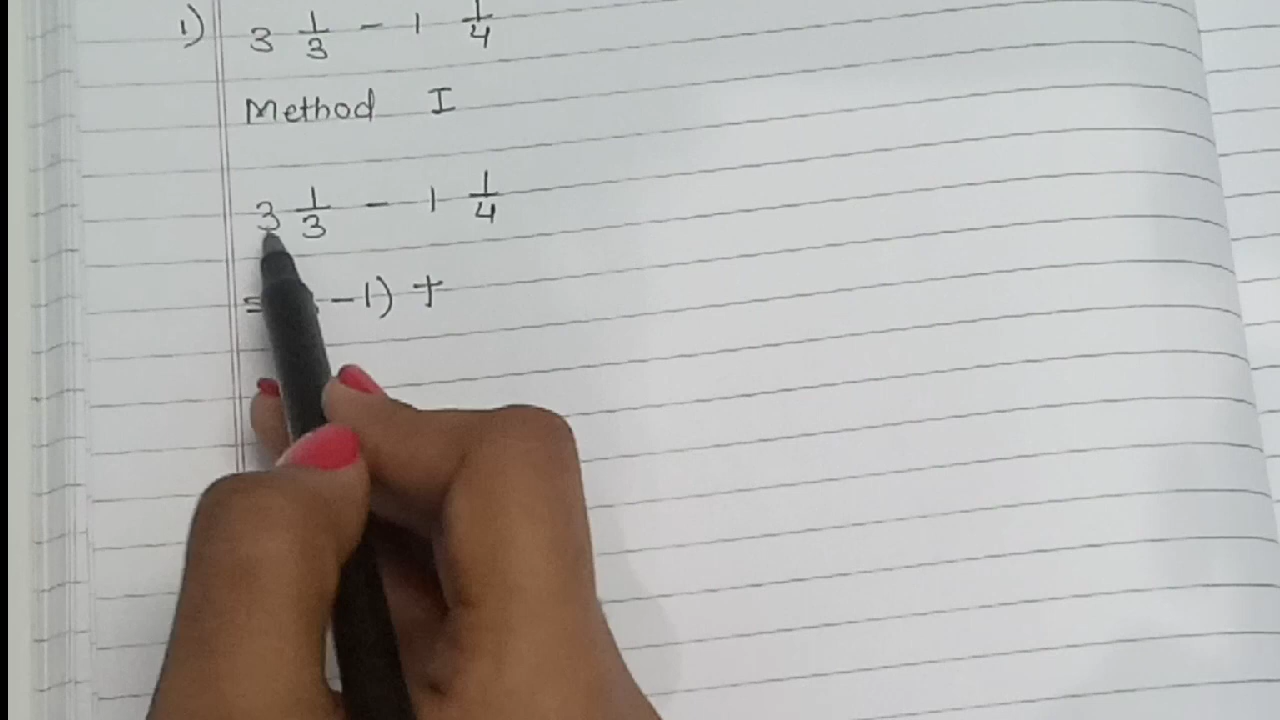 1) 3 1/3 - 1 1/4
Method I
3 1/3 - 1 1/4
= - 1) +